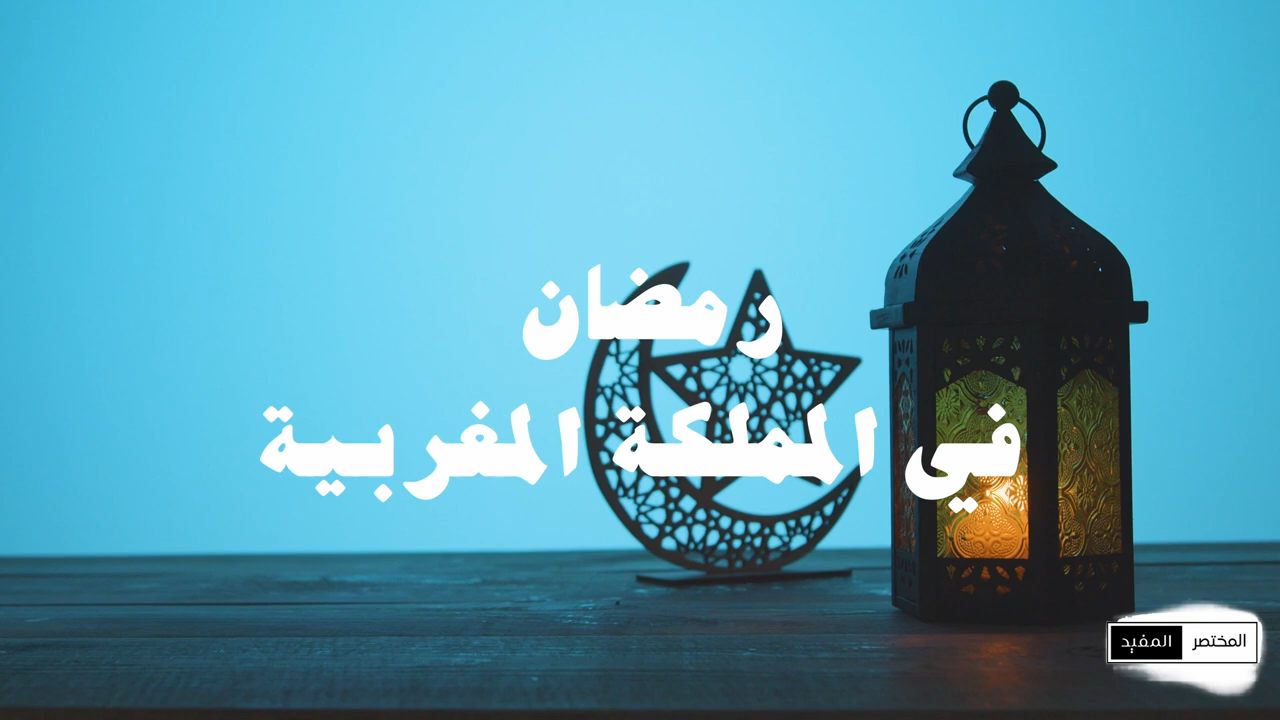 رمضان
في المملكة المغربية
المختصر المفيد